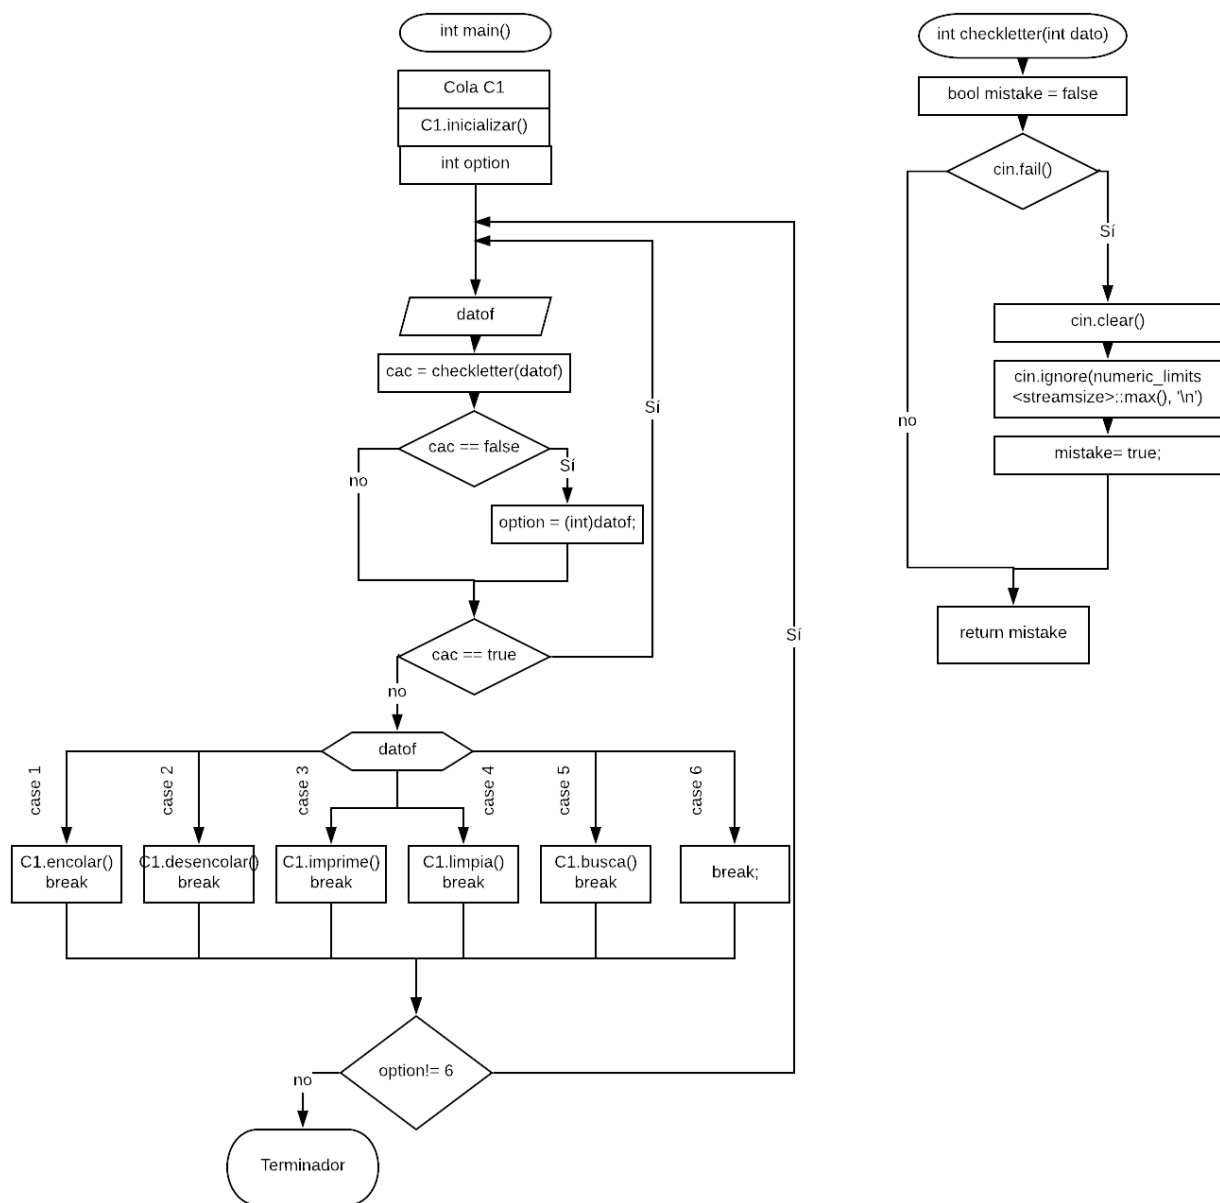 int main()
Cola C1
C1.inicializar()
int option
datof
cac = checkletter(datof)
cac == false
no
Sí
option = (int)datof;
Sí
cac == true
no
Sí
datof
case 1
case 2
case 3
case 4
case 5
case 6
C1.encolar()
break
C1.desencolar()
break
C1.imprime()
break
C1.limpia()
break
C1.busca()
break
break;
option!= 6
no
Terminador
int checkletter(int dato)
bool mistake = false
cin.fail()
Sí
no
cin.clear()
cin.ignore(numeric_limits
<streamsize>::max(), '\n')
mistake= true;
return mistake